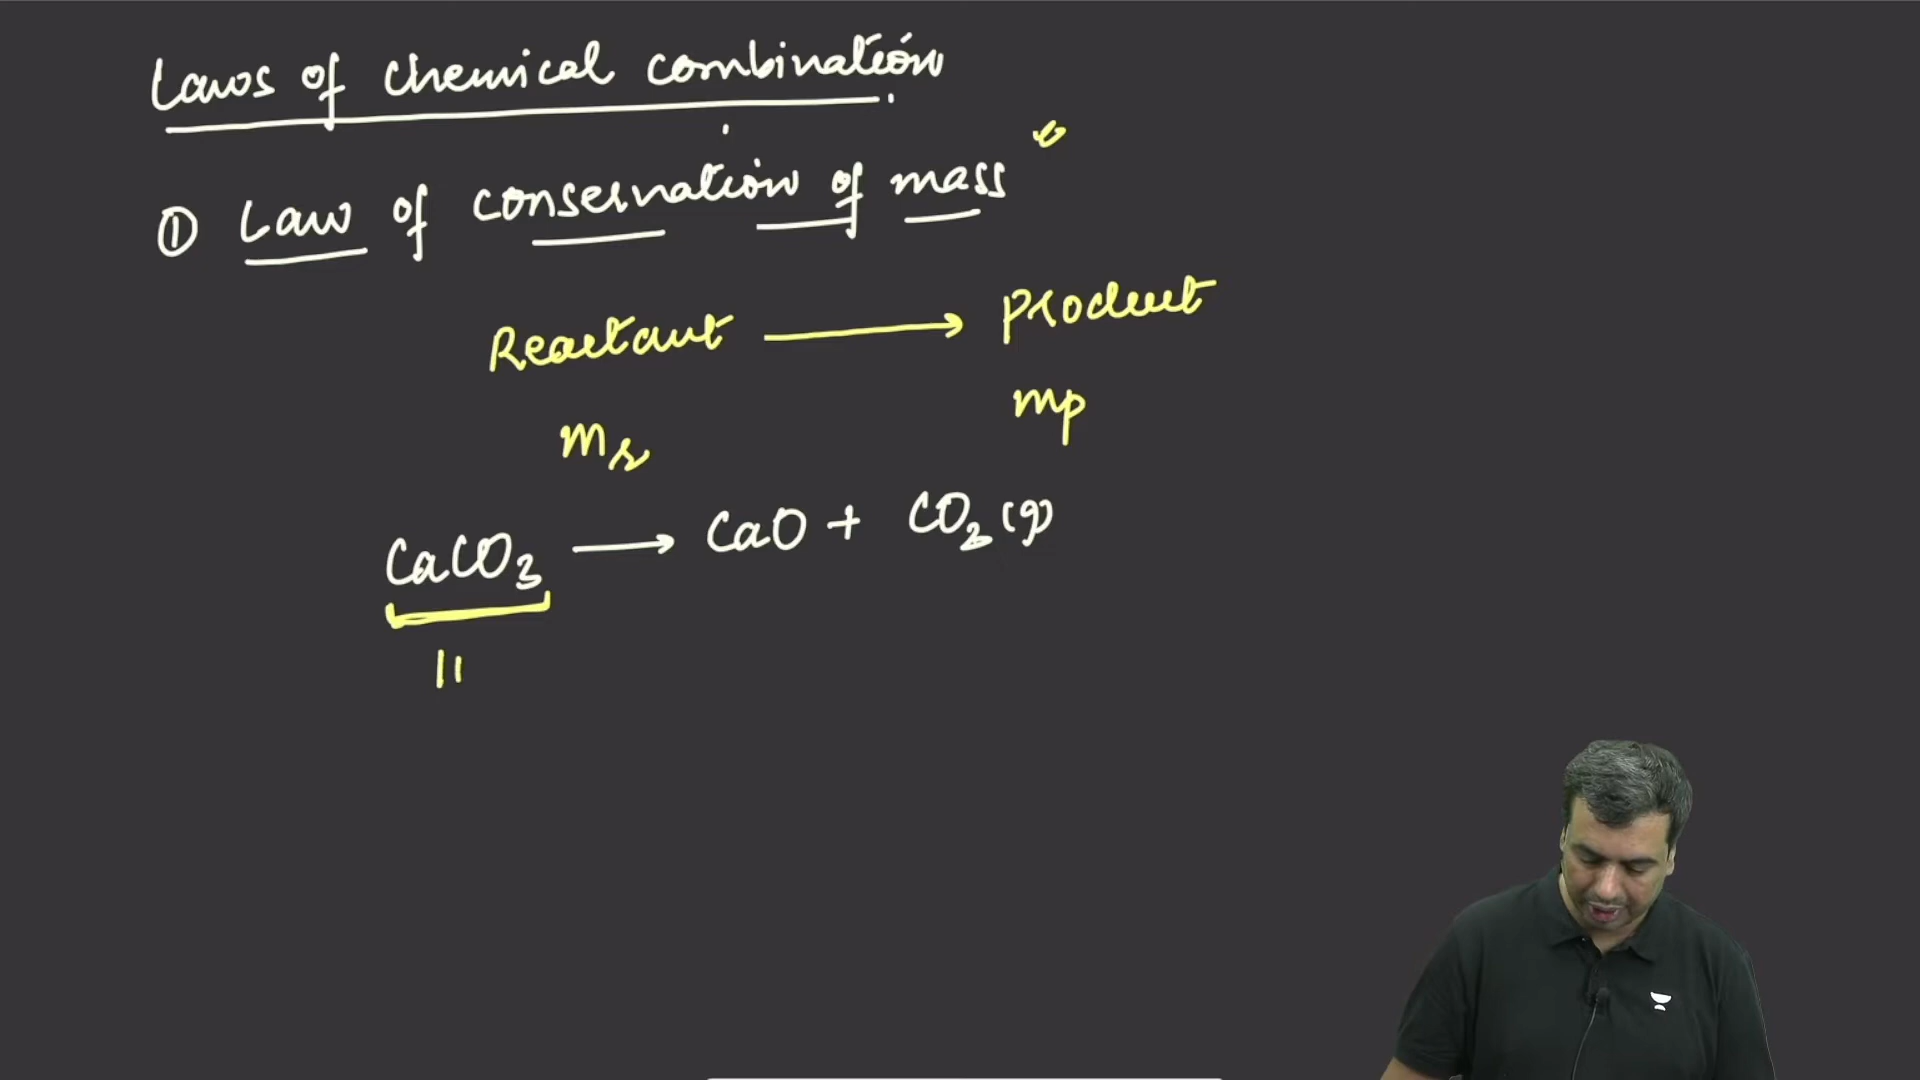 Laws of chemical combination
① Law of conservation of mass
Reactant → Product
mr mp
CaCO₃ → CaO + CO₂(g)